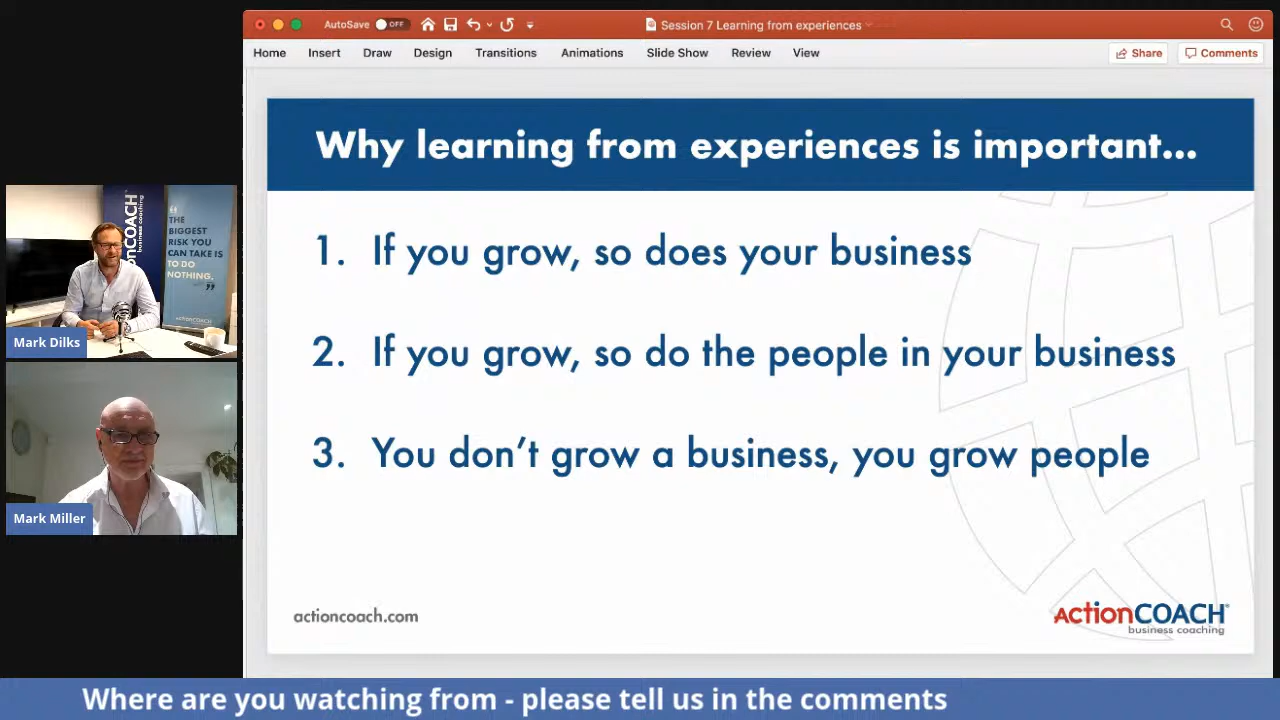 AutoSave OFF
Session 7 Learning from experiences
Home Insert Draw Design Transitions Animations Slide Show Review View
Share Comments
Why learning from experiences is important...
1. If you grow, so does your business
2. If you grow, so do the people in your business
3. You don't grow a business, you grow people
actioncoach.com
ACTIONCOACH
business coaching
onCOACH
business coaching
“
THE
BIGGEST
RISK YOU
CAN TAKE IS
TO DO
NOTHING.
”
ACTIONCOACH
Mark Dilks
Mark Miller
Where are you watching from - please tell us in the comments